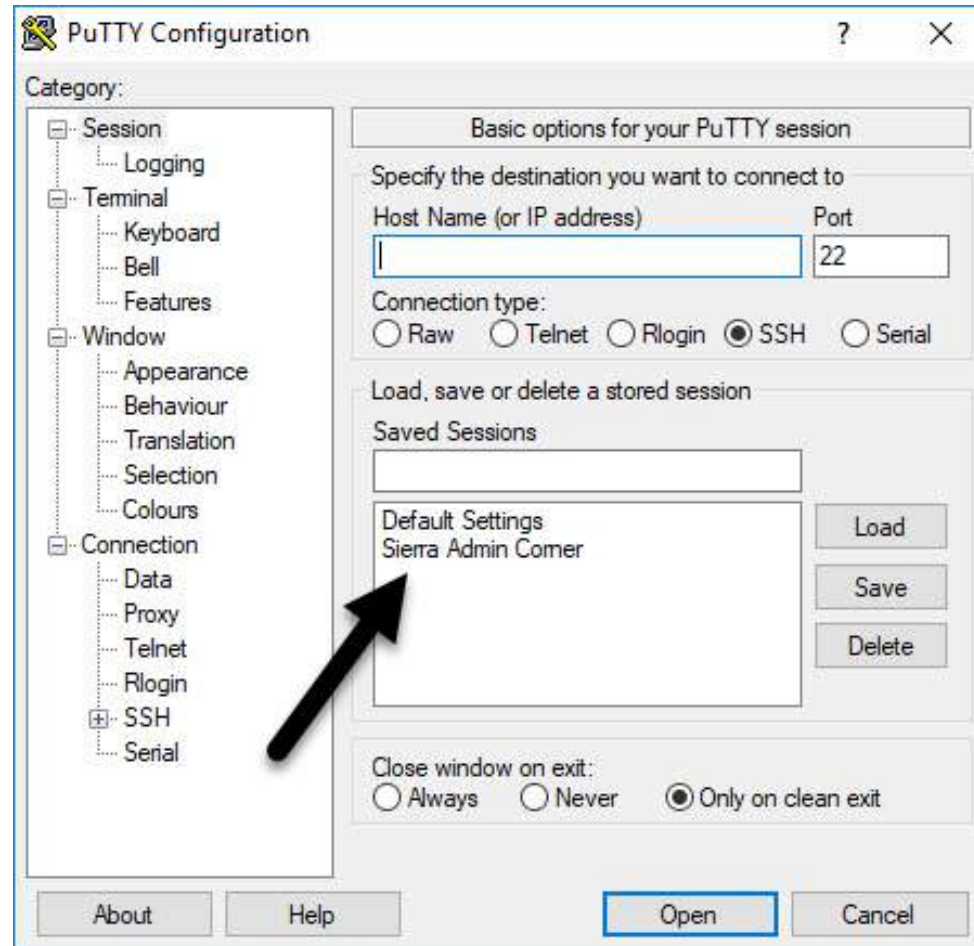 PuTTY Configuration ? ×
Category:
Session
Logging
Terminal
Keyboard
Bell
Features
Window
Appearance
Behaviour
Translation
Selection
Colours
Connection
Data
Proxy
Telnet
Rlogin
SSH
Serial
Basic options for your PuTTY session
Specify the destination you want to connect to
Host Name (or IP address) Port
22
Connection type:
Raw Telnet Rlogin SSH Serial
Load, save or delete a stored session
Saved Sessions
Default Settings
Sierra Admin Corner
Load
Save
Delete
Close window on exit:
Always Never Only on clean exit
About Help Open Cancel